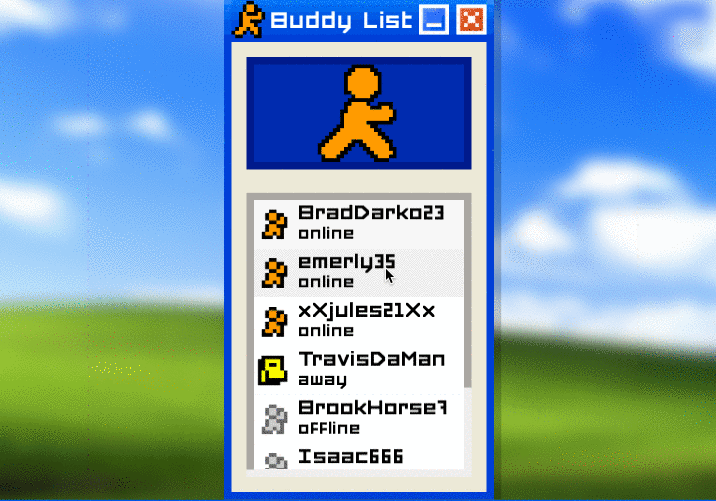 Buddy List
BradDarko23
online
emerly35
online
xXjules21Xx
online
TravisDaMan
away
BrookHorse7
offline
Isaac666